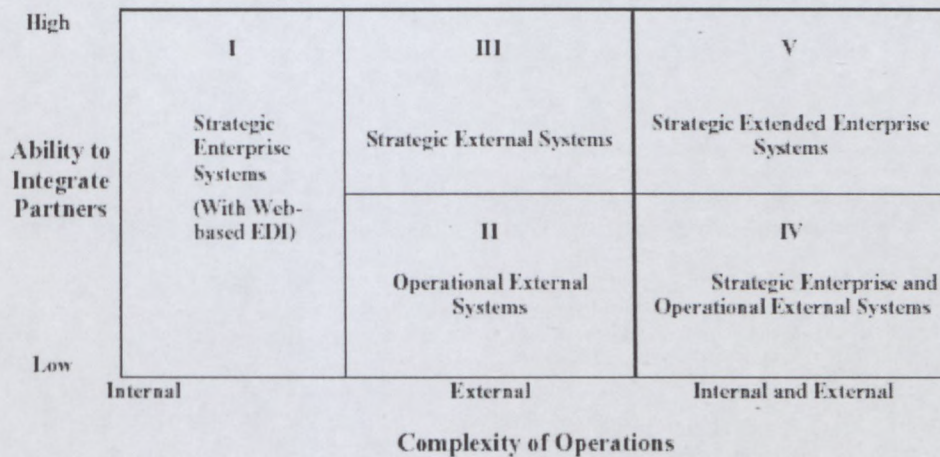 High
I
III
V
Strategic
Enterprise
Systems
(With Web-
based EDI)
Strategic External Systems
Strategic Extended Enterprise
Systems
Ability to
Integrate
Partners
II
IV
Operational External
Systems
Strategic Enterprise and
Operational External Systems
Low
Internal
External
Internal and External
Complexity of Operations